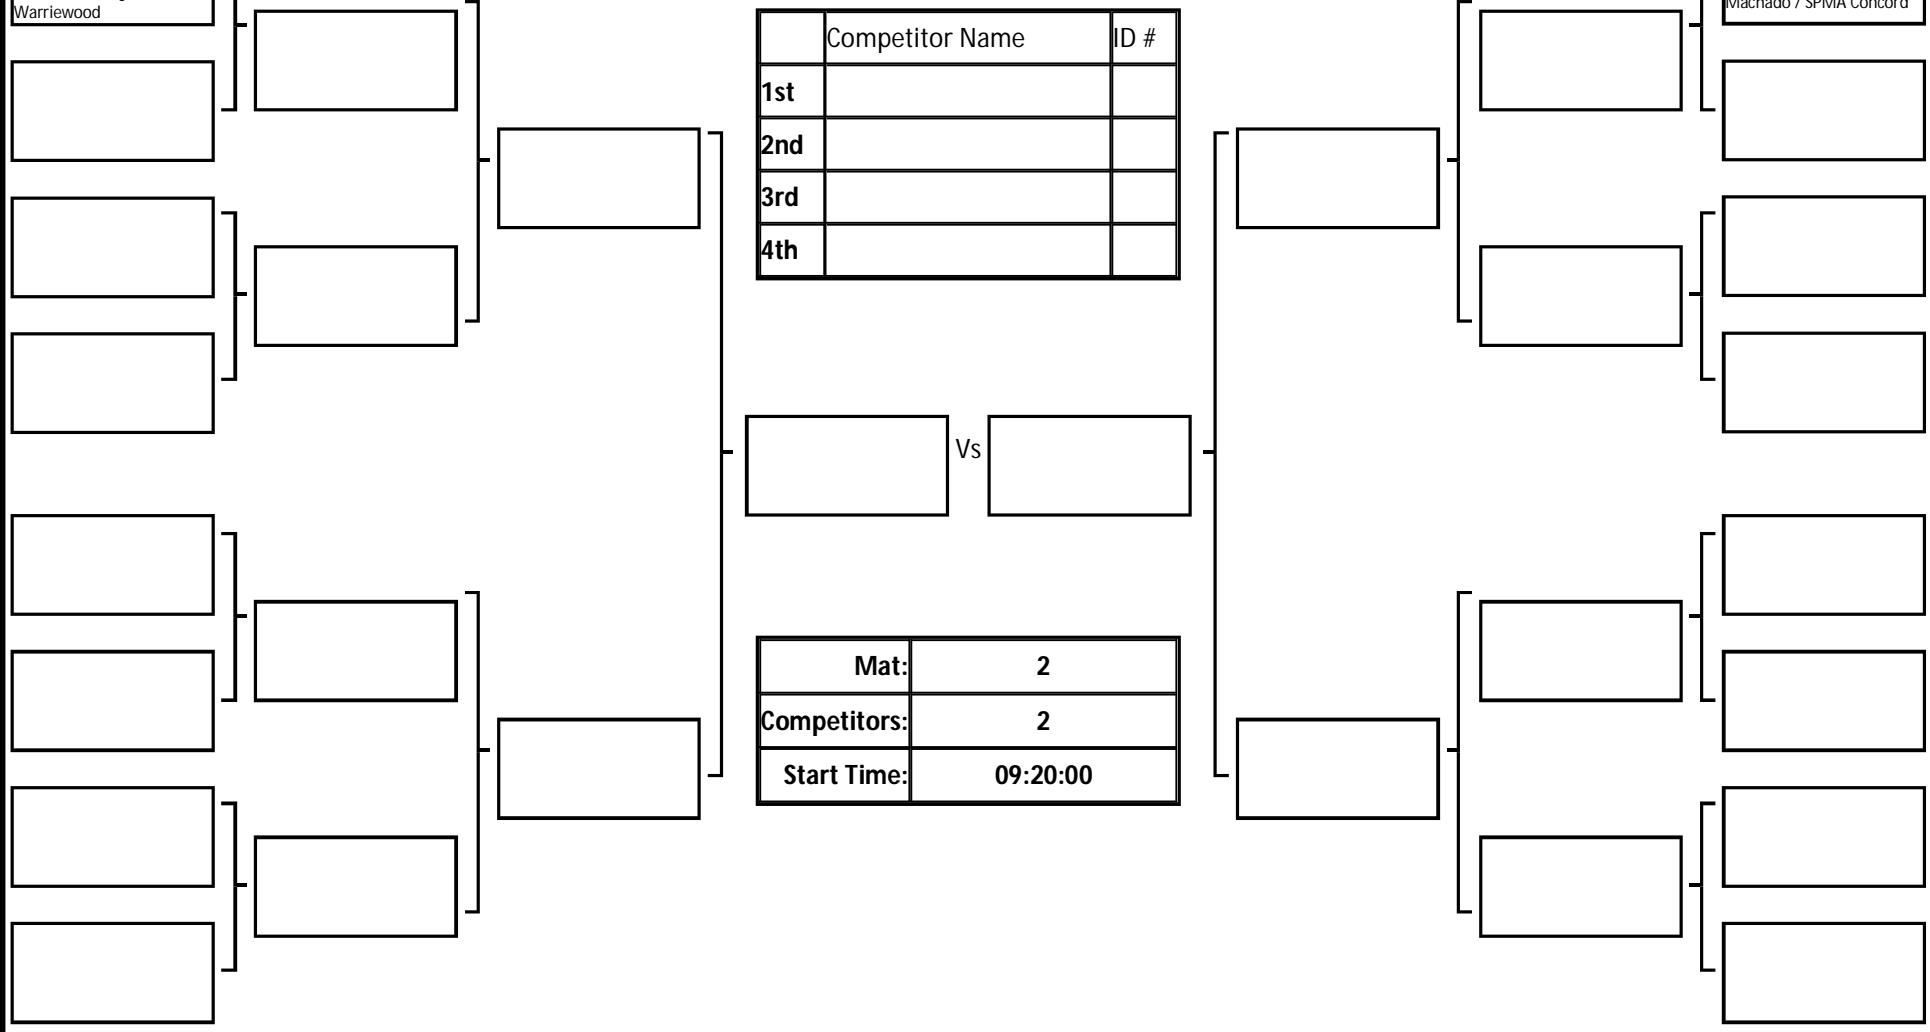 Warriewood
Machado / SPMA Concord
Competitor Name ID #
1st
2nd
3rd
4th
Vs
Mat: 2
Competitors: 2
Start Time: 09:20:00